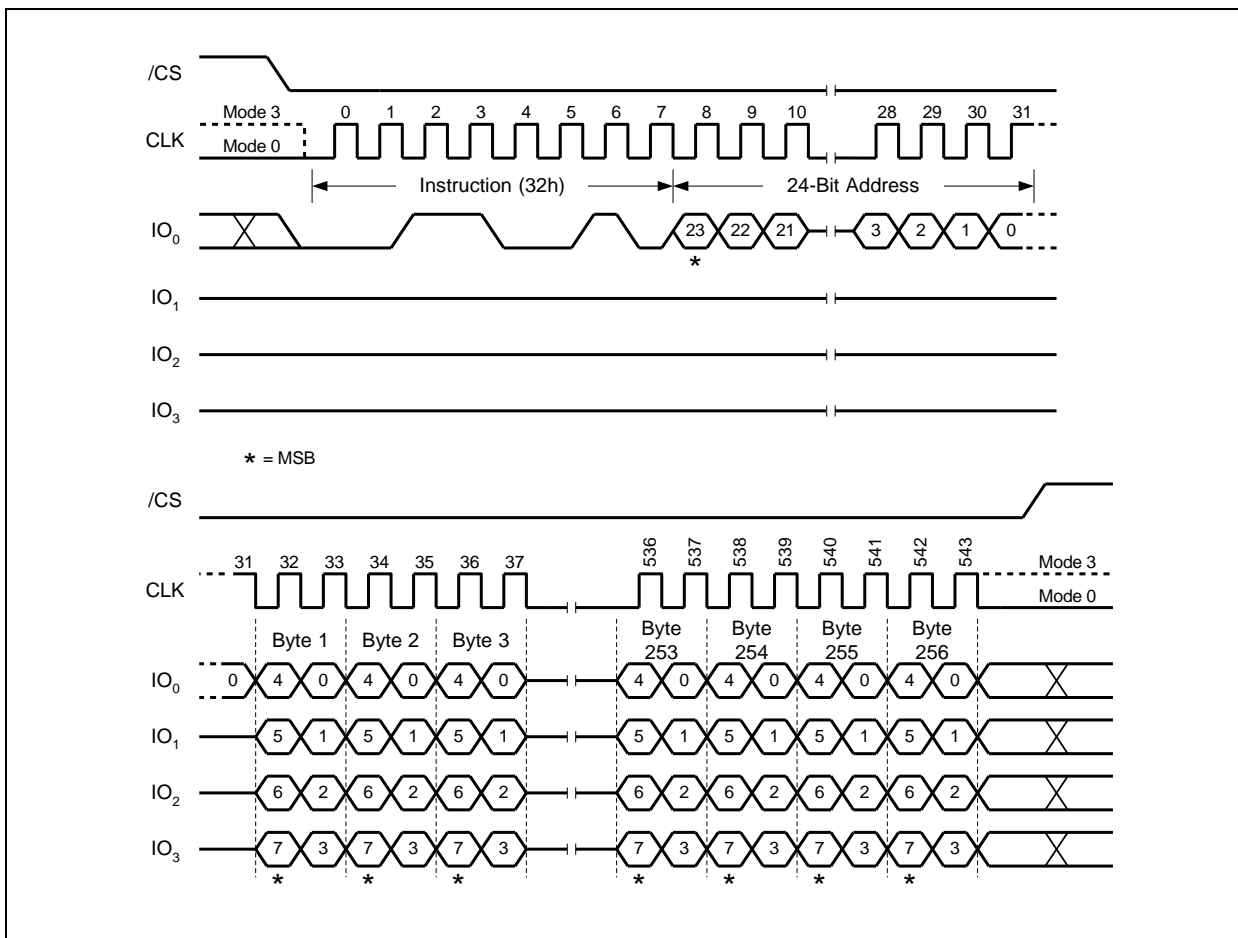 /CS
Mode 3 0 1 2 3 4 5 6 7 8 9 10 28 29 30 31
CLK
Mode 0
Instruction (32h) 24-Bit Address
IO0 23 22 21 3 2 1 0
*
IO1
IO2
IO3
* = MSB
/CS
31 32 33 34 35 36 37 536 537 538 539 540 541 542 543 Mode 3
CLK
Mode 0
Byte 1 Byte 2 Byte 3 Byte 253 Byte 254 Byte 255 Byte 256
IO0 0 4 0 4 0 4 0 4 0 4 0 4 0 4 0
IO1 5 1 5 1 5 1 5 1 5 1 5 1 5 1
IO2 6 2 6 2 6 2 6 2 6 2 6 2 6 2
IO3 7 3 7 3 7 3 7 3 7 3 7 3 7 3
* * * * * * *